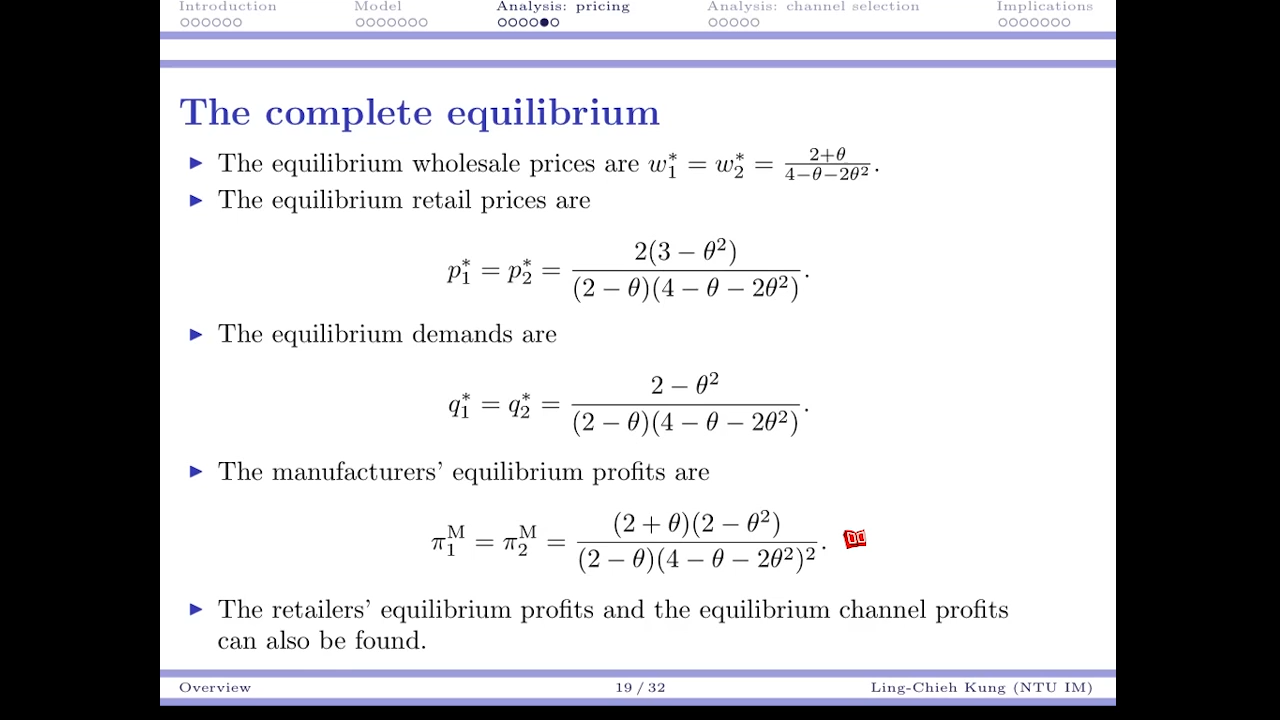 Introduction Model Analysis: pricing Analysis: channel selection Implications
The complete equilibrium
▶ The equilibrium wholesale prices are w₁* = w₂* = (2+θ)/(4−θ−2θ²).
▶ The equilibrium retail prices are
p₁* = p₂* = 2(3 − θ²)/((2 − θ)(4 − θ − 2θ²)).
▶ The equilibrium demands are
q₁* = q₂* = (2 − θ²)/((2 − θ)(4 − θ − 2θ²)).
▶ The manufacturers’ equilibrium profits are
π₁ᴹ = π₂ᴹ = (2 + θ)(2 − θ²)/((2 − θ)(4 − θ − 2θ²)²).
▶ The retailers’ equilibrium profits and the equilibrium channel profits
can also be found.
Overview 19 / 32 Ling-Chieh Kung (NTU IM)